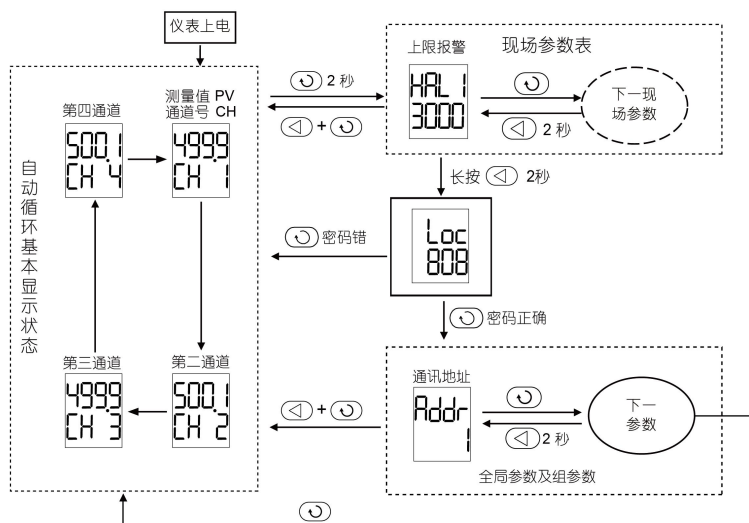 仪表上电
自动循环基本显示状态
第四通道
500.1
CH 4
测量值 PV
通道号 CH
499.9
CH 1
第三通道
499.9
CH 3
第二通道
500.1
CH 2
2 秒
+
上限报警
现场参数表
HAL1
3000
2 秒
下一现
场参数
长按 2秒
Loc
808
密码错
密码正确
+
通讯地址
Addr
1
2 秒
下一
参数
全局参数及组参数